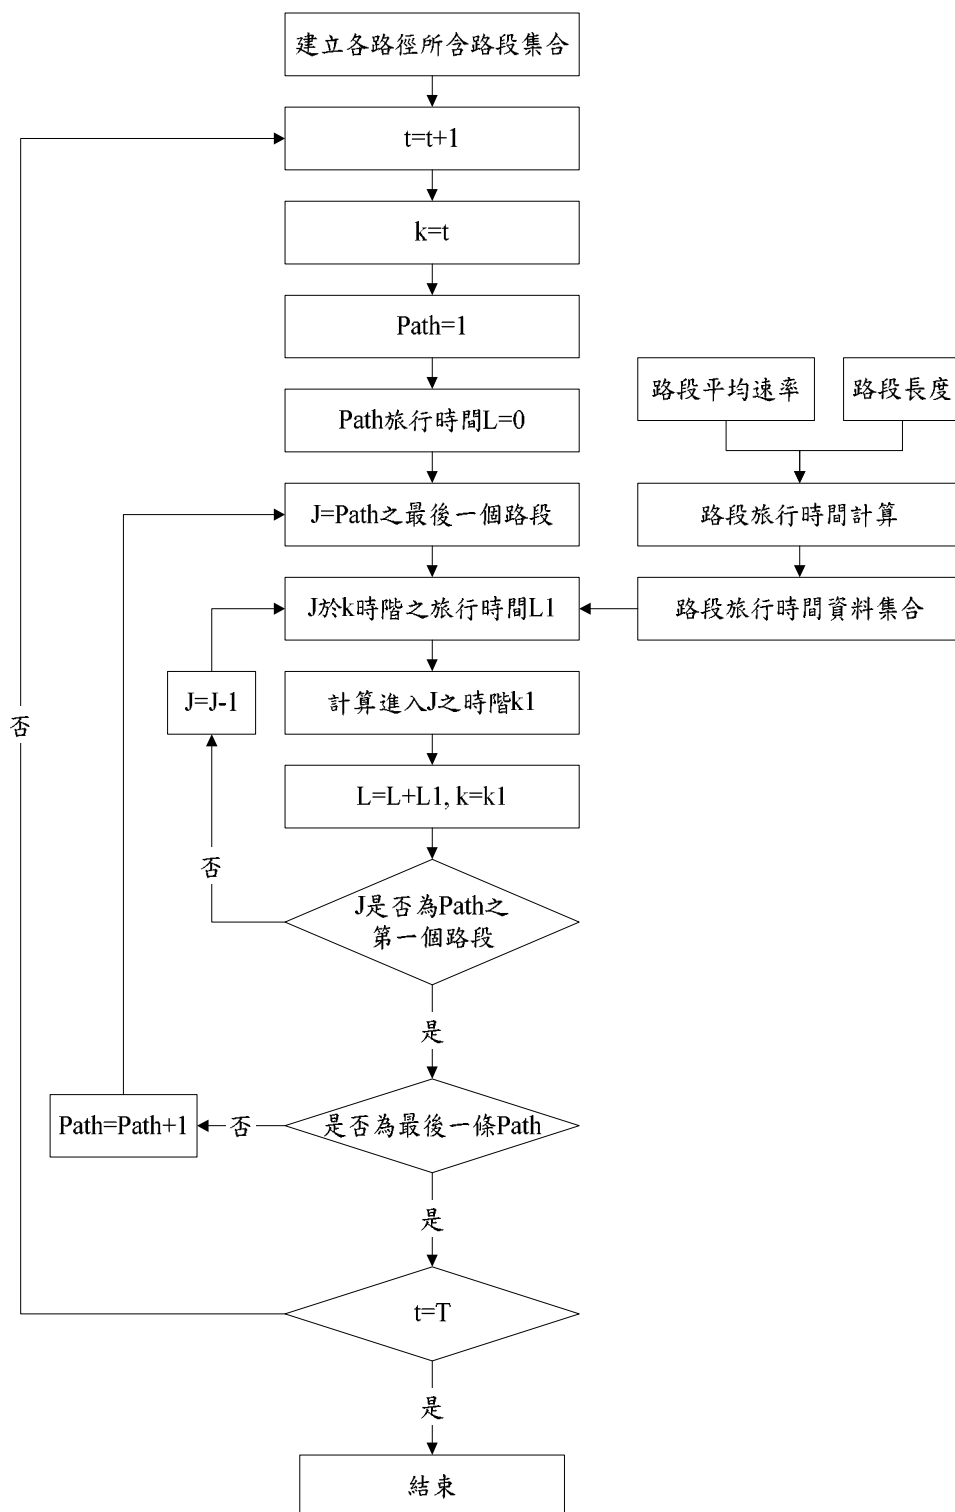 建立各路徑所含路段集合
t=t+1
k=t
Path=1
路段平均速率
路段長度
Path旅行時間L=0
J=Path之最後一個路段
路段旅行時間計算
J於k時階之旅行時間L1
路段旅行時間資料集合
J=J-1
計算進入J之時階k1
否
L=L+L1, k=k1
否
J是否為Path之
第一個路段
是
Path=Path+1
否
是否為最後一條Path
是
t=T
是
結束